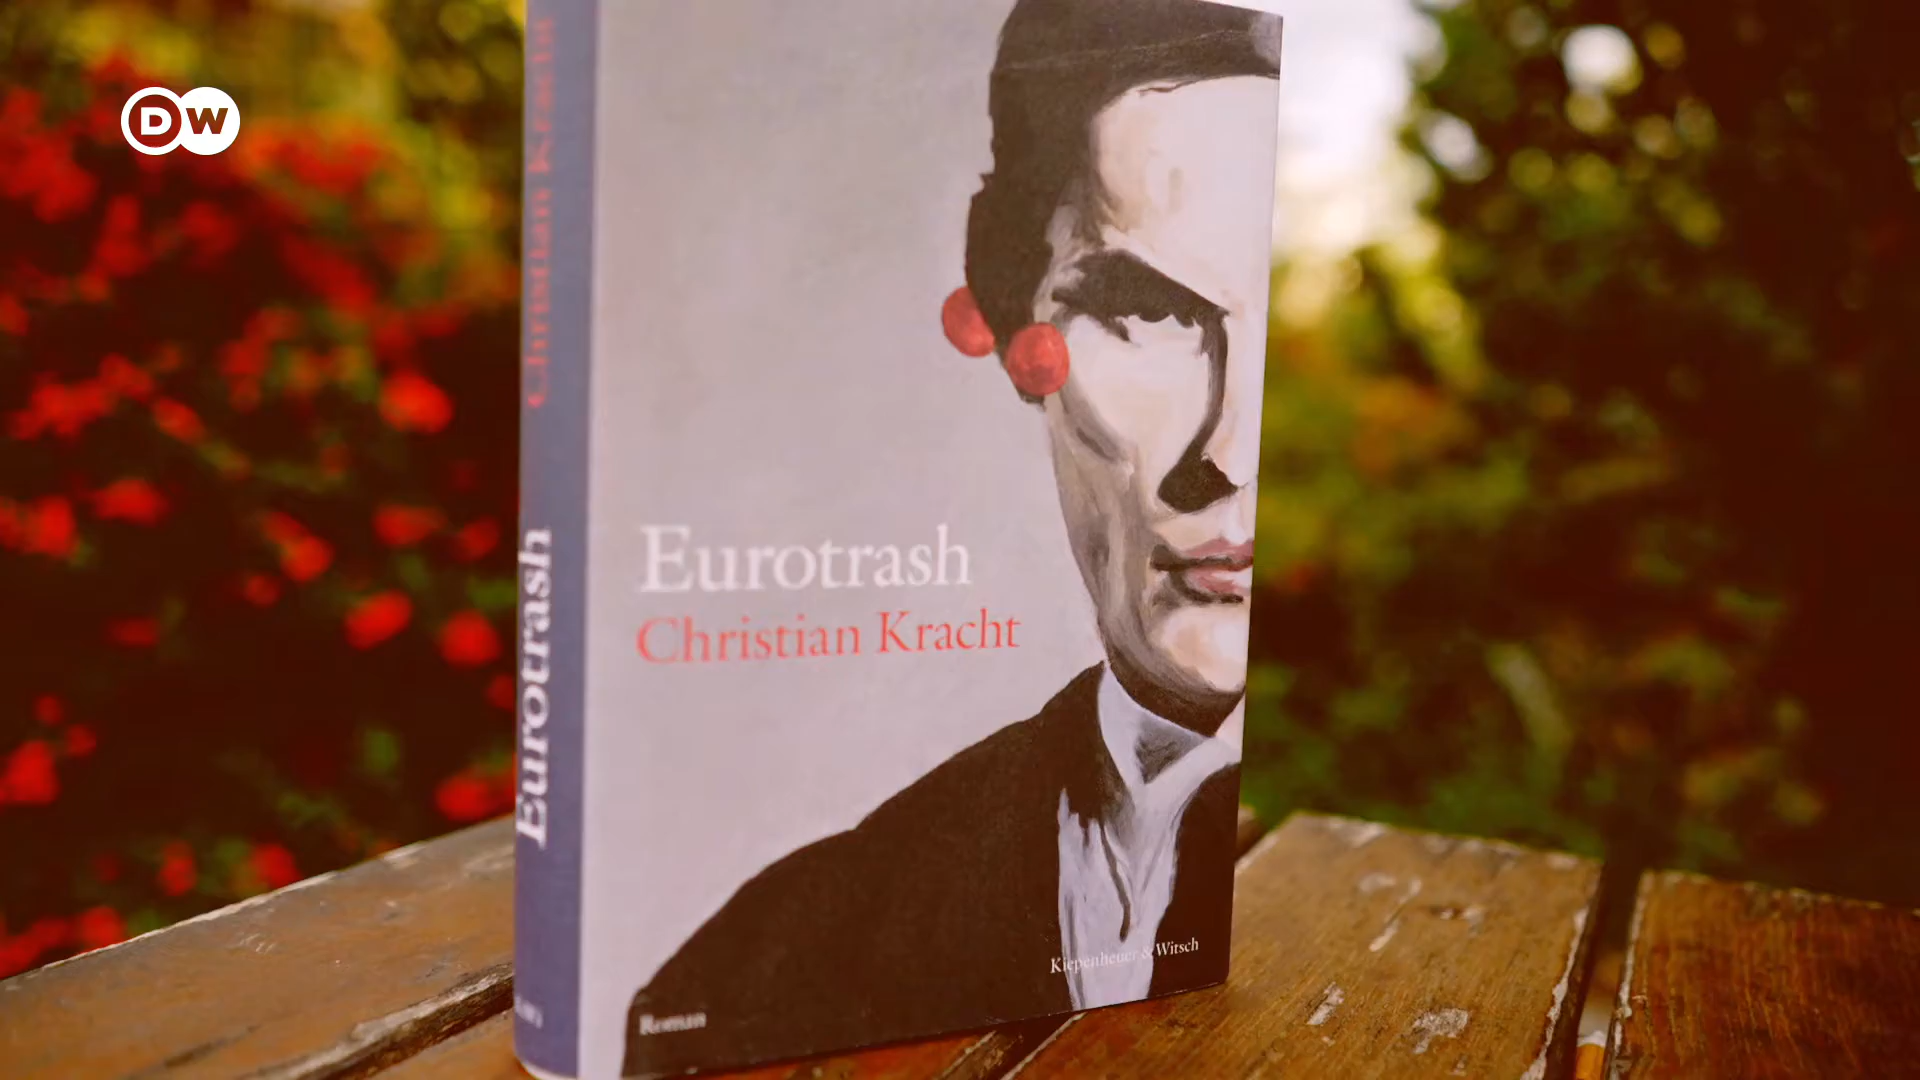 DW
Christian Kracht
Eurotrash
Eurotrash
Christian Kracht
Kiepenheuer & Witsch
Roman